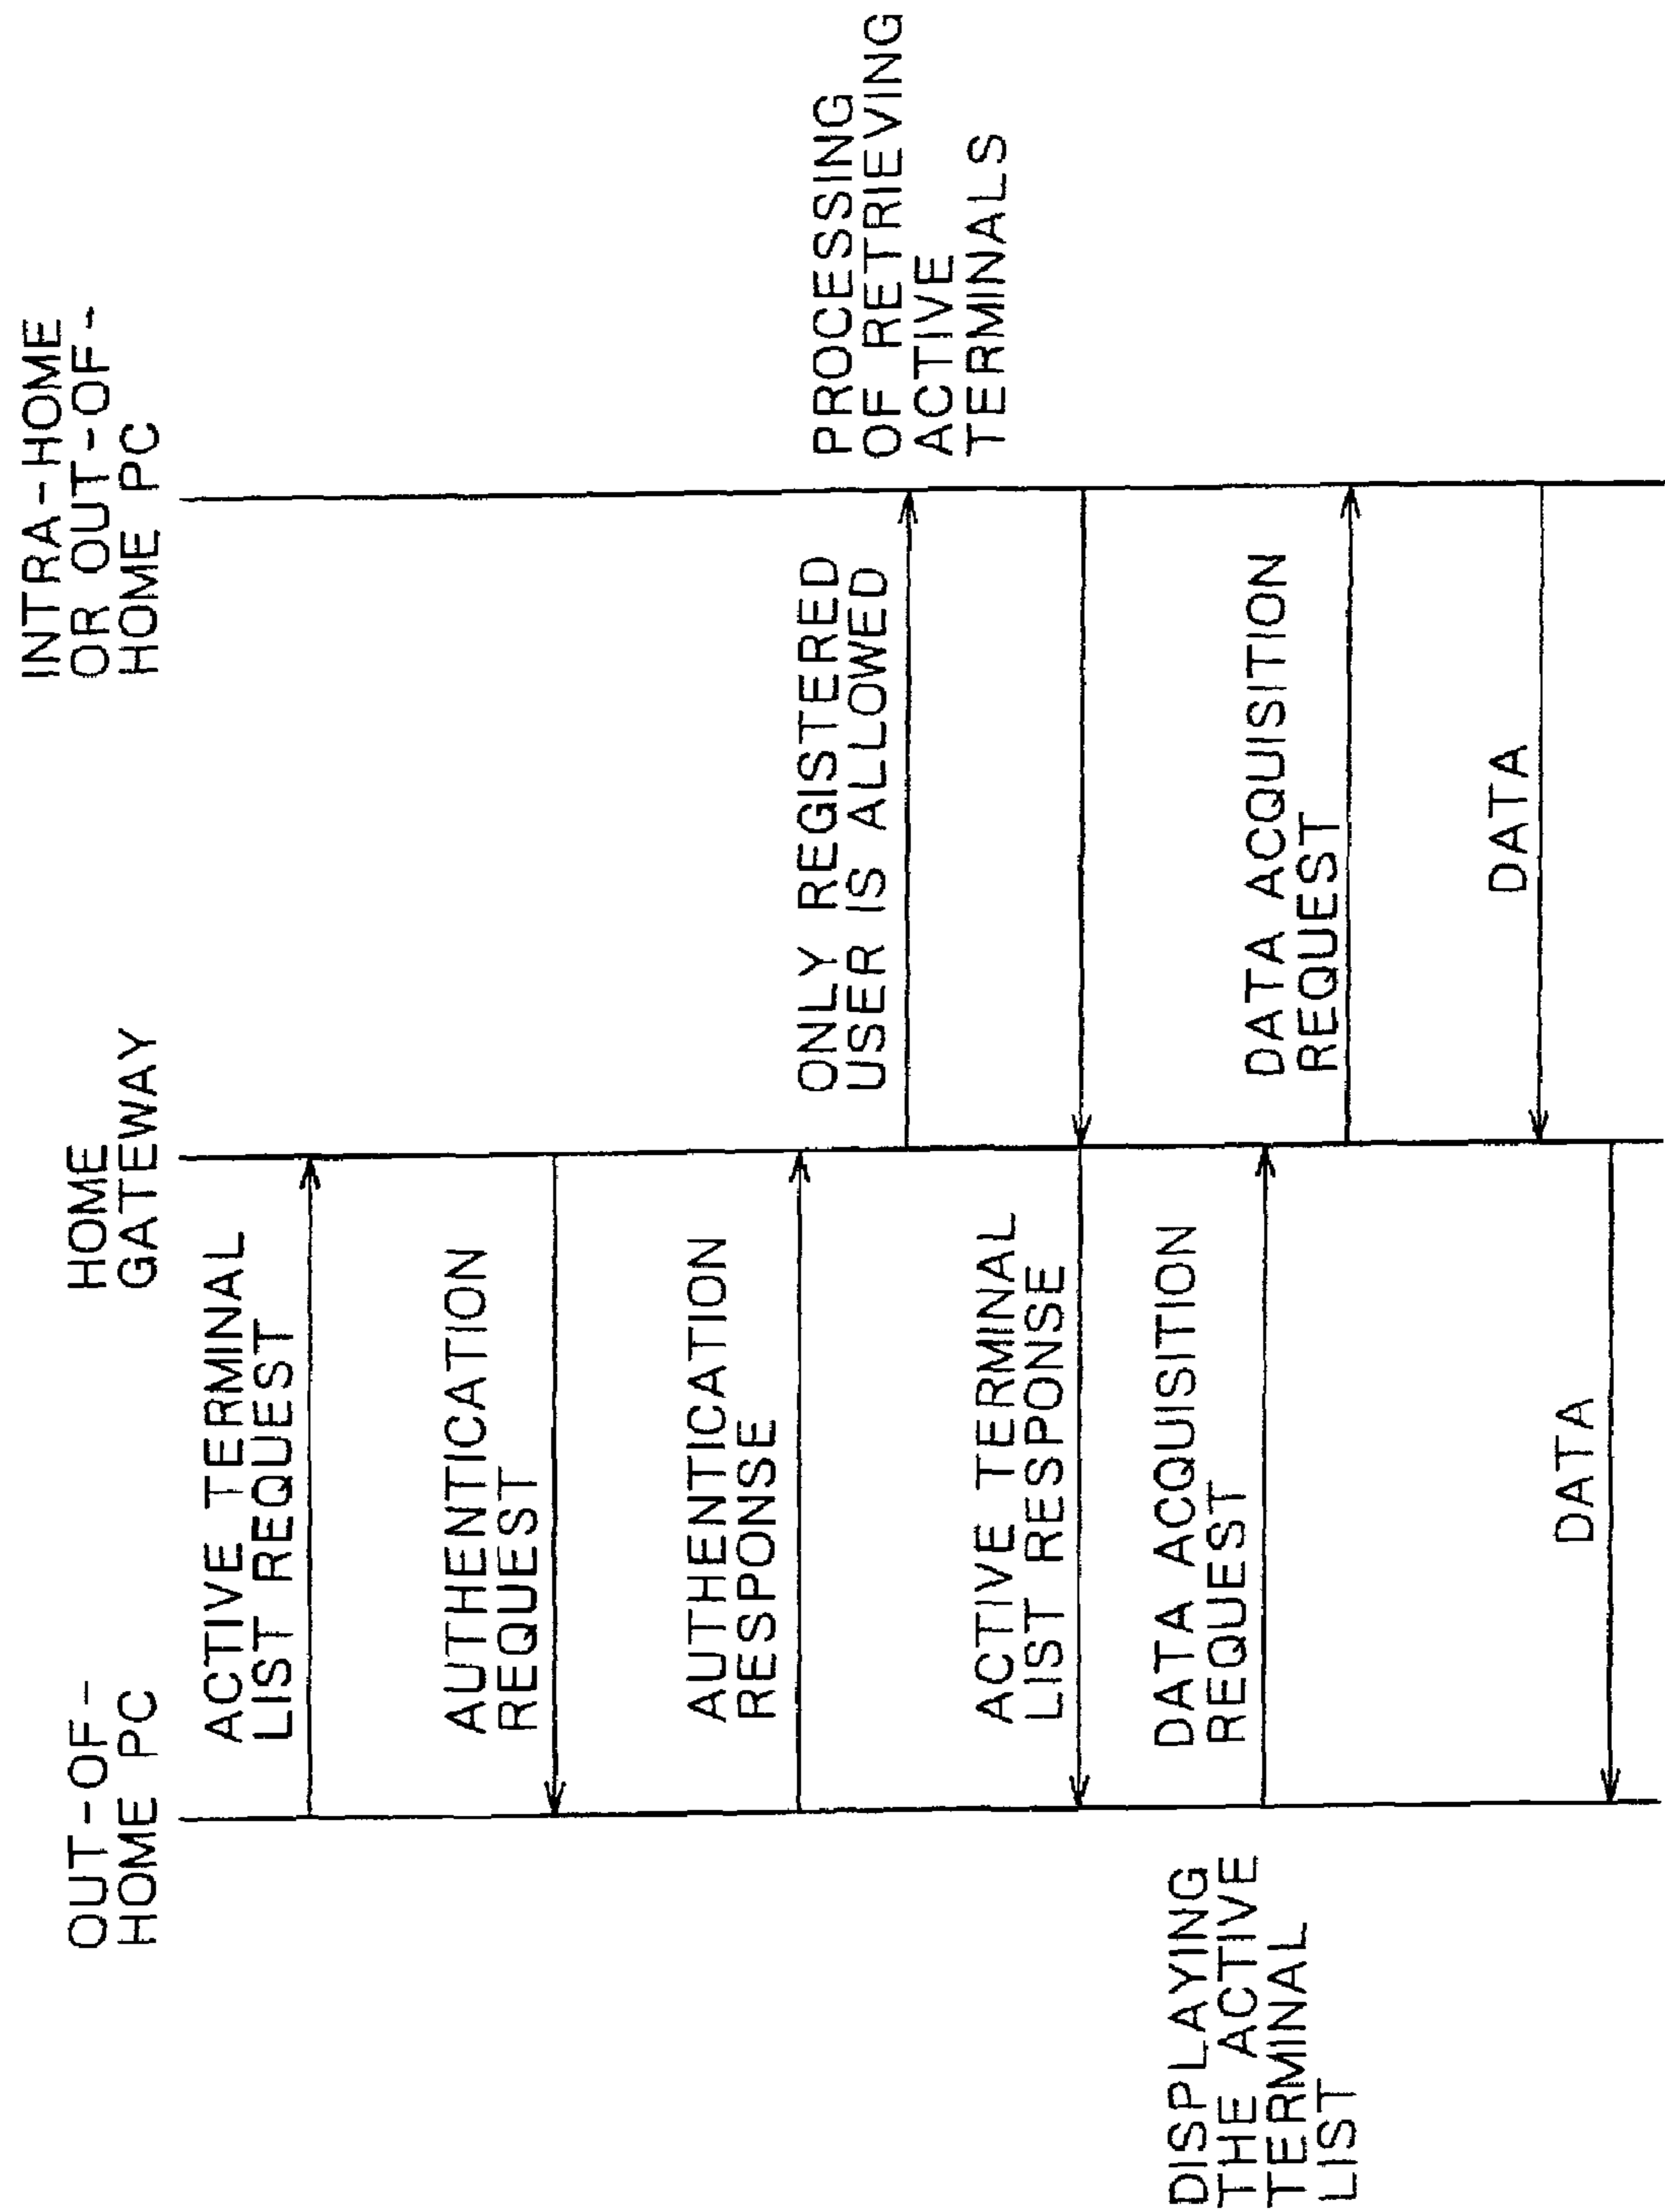 OUT-OF-
HOME PC
HOME
GATEWAY
INTRA-HOME
OR OUT-OF-
HOME PC
ACTIVE TERMINAL
LIST REQUEST
AUTHENTICATION
REQUEST
AUTHENTICATION
RESPONSE
ONLY REGISTERED
USER IS ALLOWED
PROCESSING
OF RETRIEVING
ACTIVE
TERMINALS
ACTIVE TERMINAL
LIST RESPONSE
DISPLAYING
THE ACTIVE
TERMINAL
LIST
DATA ACQUISITION
REQUEST
DATA ACQUISITION
REQUEST
DATA
DATA